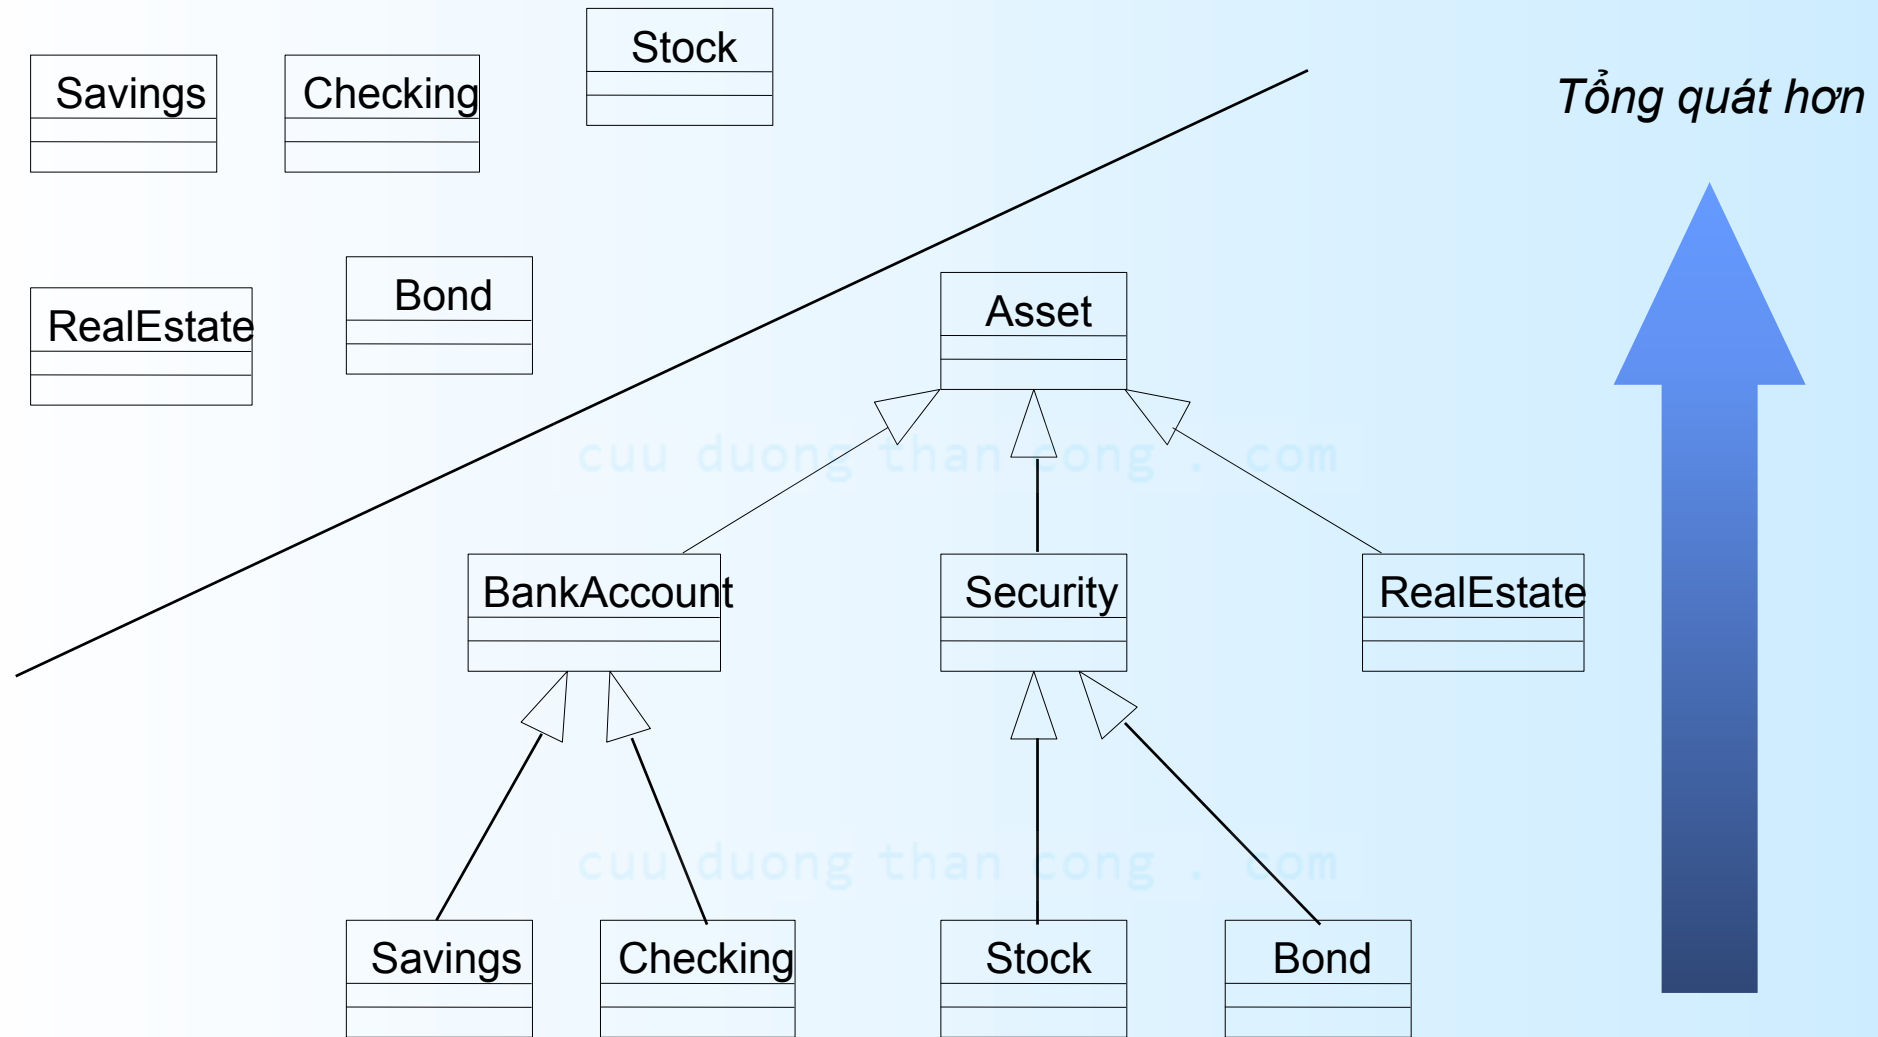 Stock
Savings
Checking
Tổng quát hơn
Bond
RealEstate
Asset
cuu duong than cong . com
BankAccount
Security
RealEstate
cuu duong than cong . com
Savings
Checking
Stock
Bond